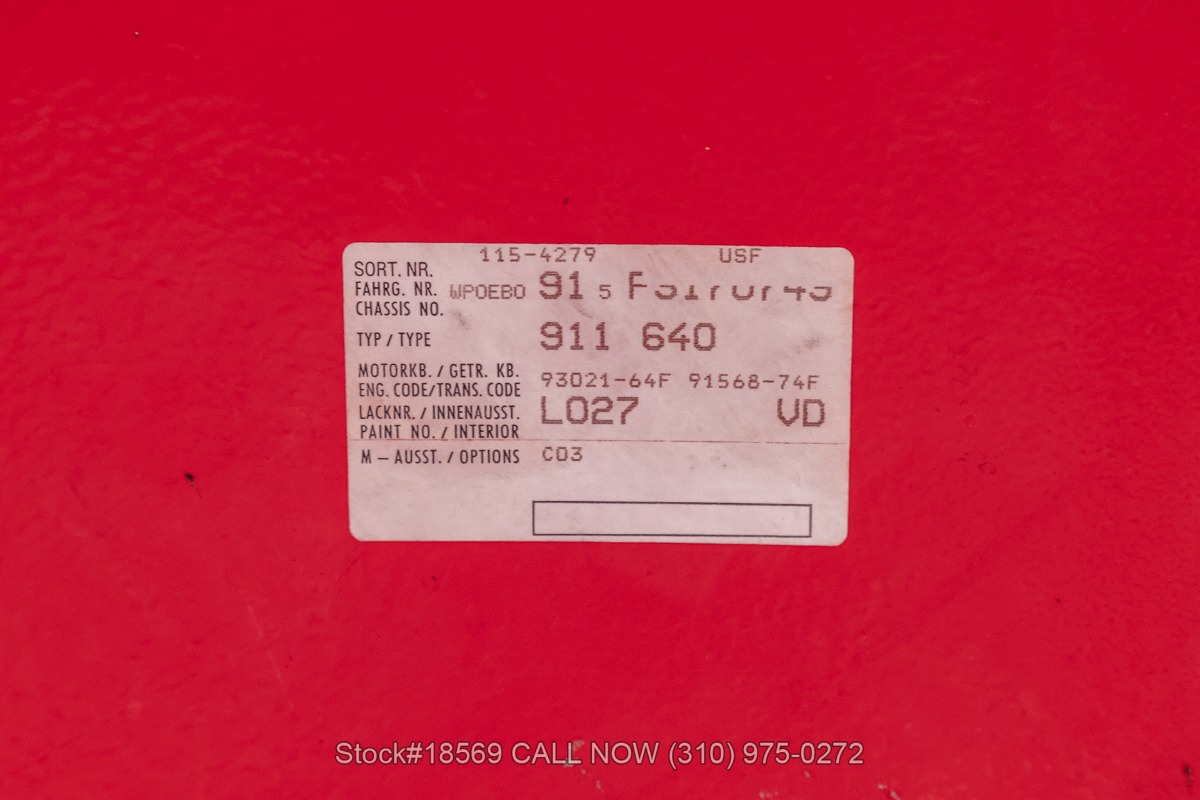 115-4279 USF
SORT. NR.
FAHRG. NR. WPOEBO 91 5
CHASSIS NO.
TYP / TYPE 911 640
MOTORKB. / GETR. KB.
ENG. CODE/TRANS. CODE 93021-64F 91568-74F
LACKNR. / INNENAUSST. L027 VD
PAINT NO. / INTERIOR
M – AUSST. / OPTIONS C03
Stock#18569 CALL NOW (310) 975-0272